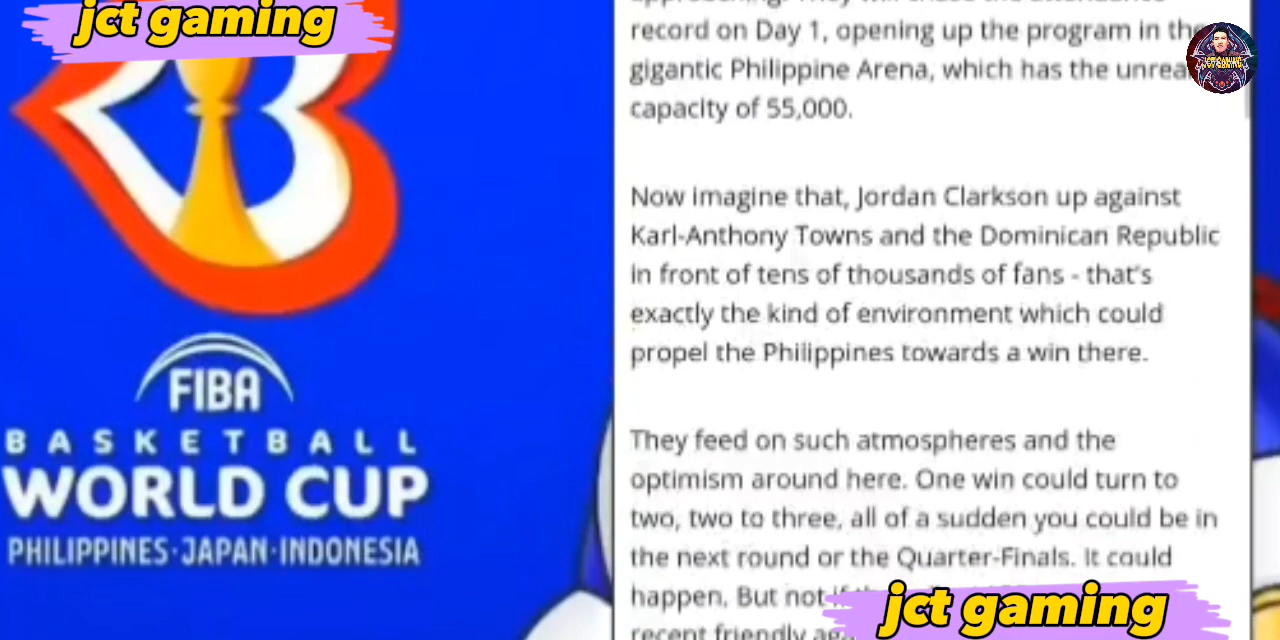 jct gaming
FIBA
BASKETBALL
WORLD CUP
PHILIPPINES·JAPAN·INDONESIA
record on Day 1, opening up the program in the
gigantic Philippine Arena, which has the unreal
capacity of 55,000.
Now imagine that, Jordan Clarkson up against
Karl-Anthony Towns and the Dominican Republic
in front of tens of thousands of fans - that's
exactly the kind of environment which could
propel the Philippines towards a win there.
They feed on such atmospheres and the
optimism around here. One win could turn to
two, two to three, all of a sudden you could be in
the next round or the Quarter-Finals. It could
happen. But not
recent friendly
jct gaming
JCT GAMING